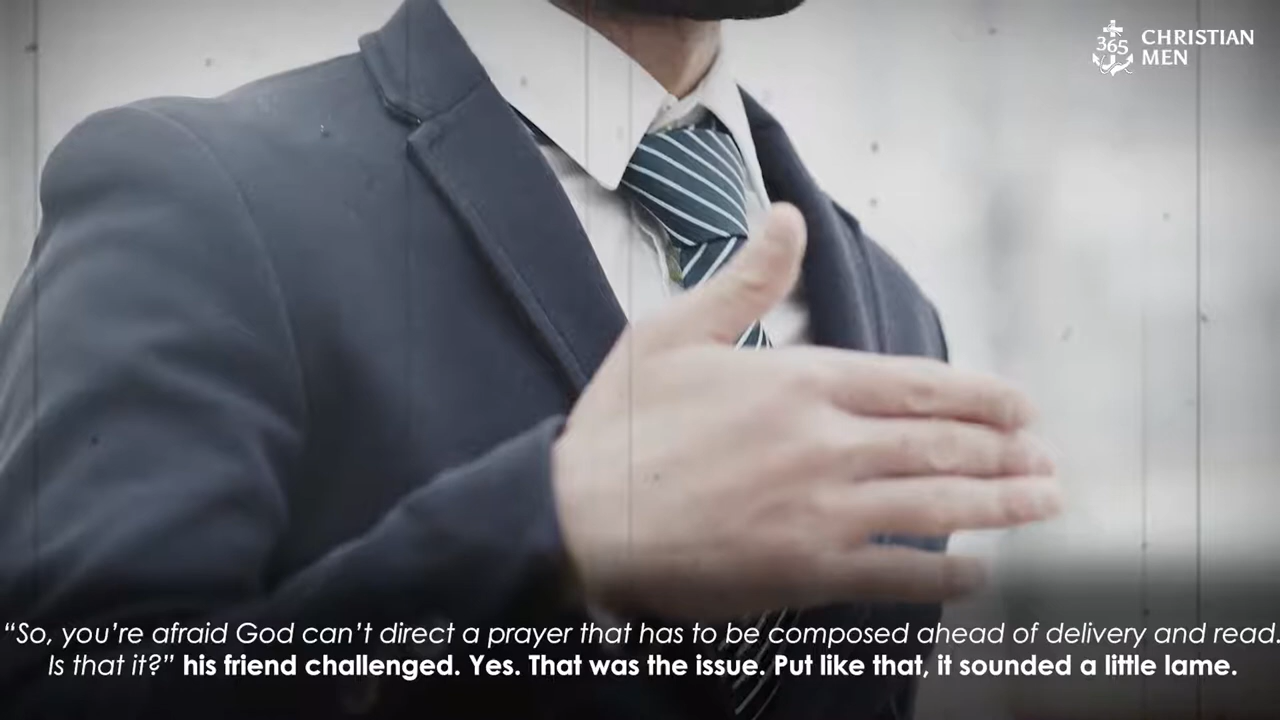 365
CHRISTIAN
MEN
“So, you’re afraid God can’t direct a prayer that has to be composed ahead of delivery and read.
Is that it?” his friend challenged. Yes. That was the issue. Put like that, it sounded a little lame.